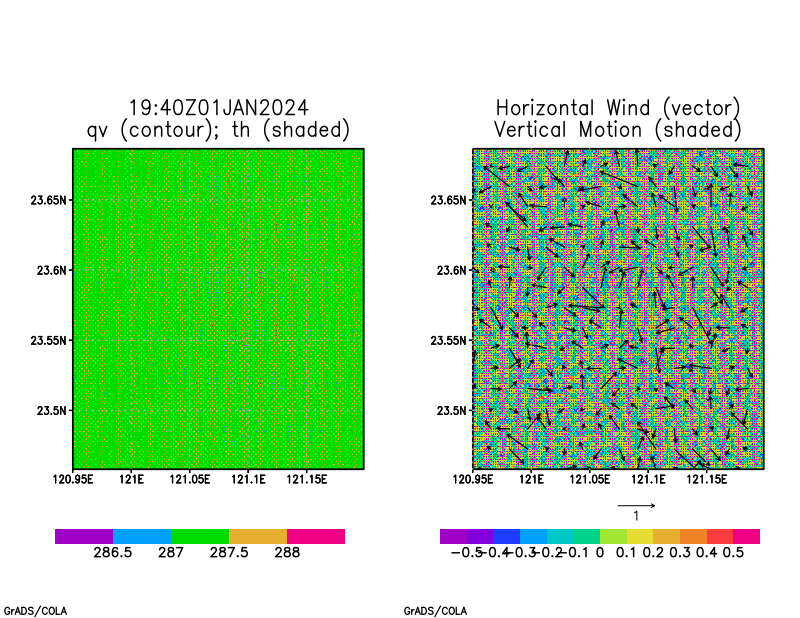 19:40Z01JAN2024
qv (contour); th (shaded)
23.65N
23.6N
23.55N
23.5N
120.95E 121E 121.05E 121.1E 121.15E
286.5 287 287.5 288
Horizontal Wind (vector)
Vertical Motion (shaded)
23.65N
23.6N
23.55N
23.5N
120.95E 121E 121.05E 121.1E 121.15E
1
-0.5 -0.4 -0.3 -0.2 -0.1 0 0.1 0.2 0.3 0.4 0.5
GrADS/COLA
GrADS/COLA